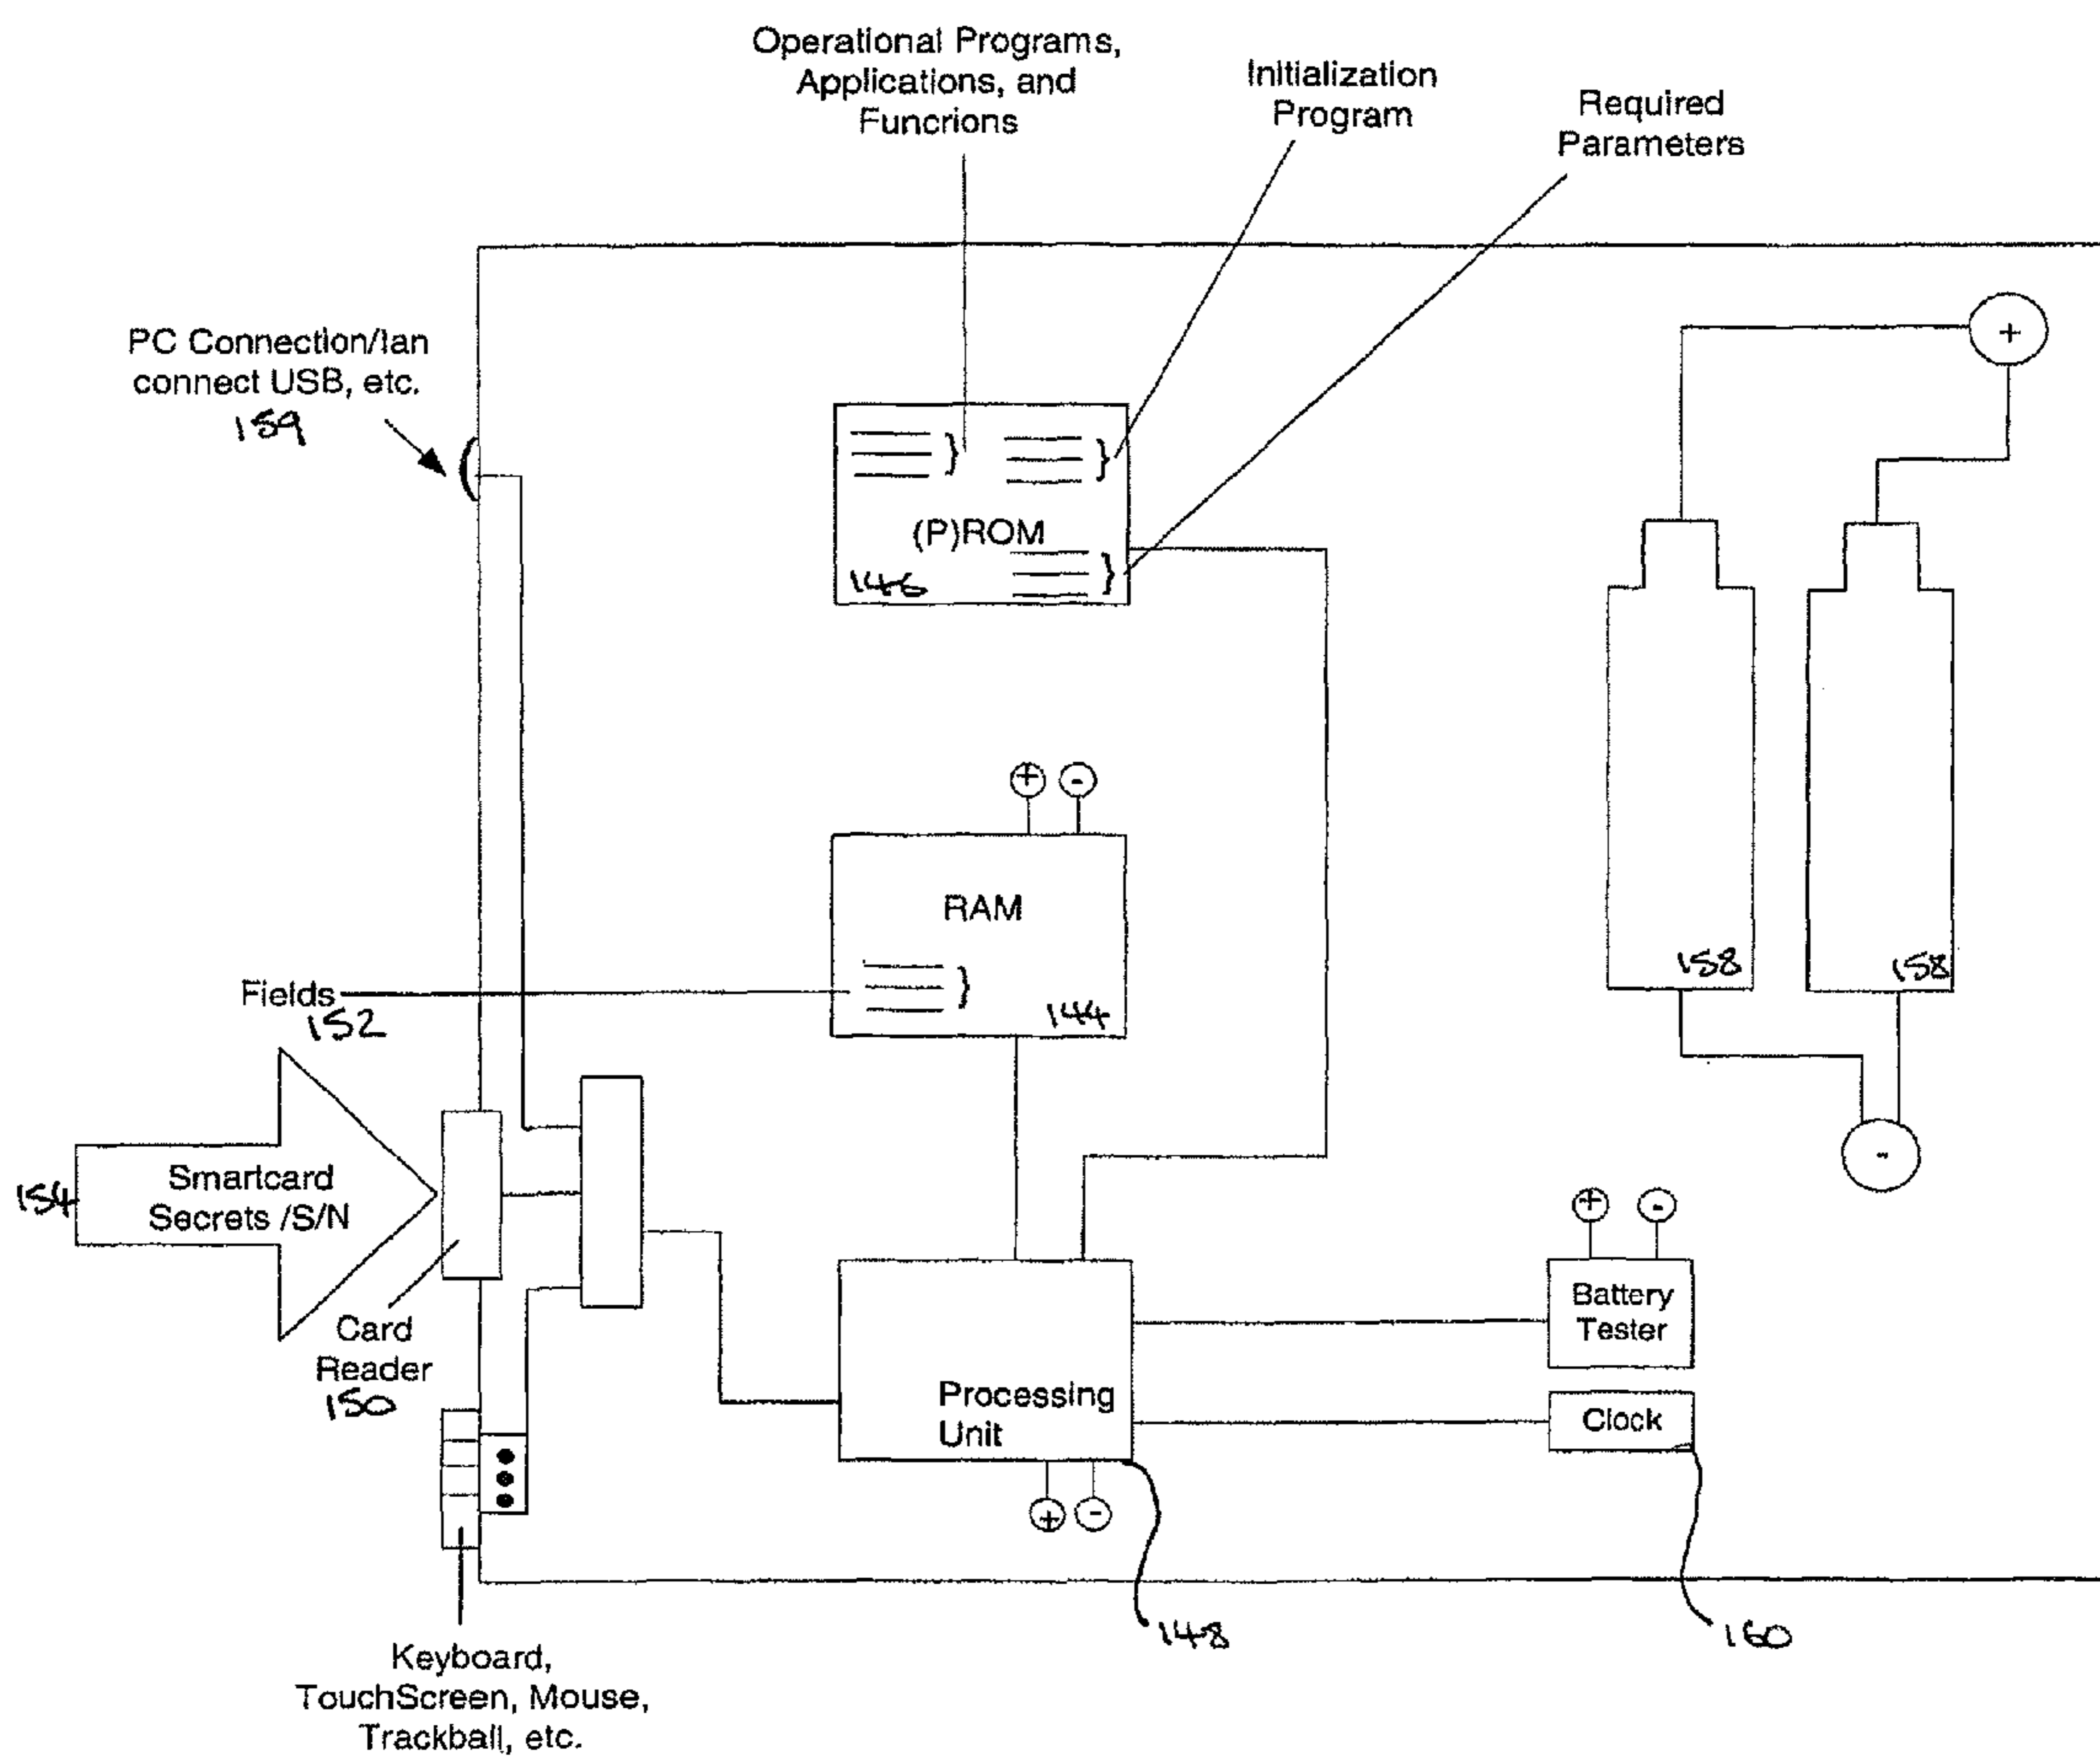 Operational Programs,
Applications, and
Funcrions
Initialization
Program
Required
Parameters
PC Connection/lan
connect USB, etc.
159
+
(P)ROM
146
+ -
RAM
144
158
158
Fields
152
-
154
Smartcard
Secrets /S/N
Card
Reader
150
+ -
Battery
Tester
Processing
Unit
Clock
+ -
148
160
Keyboard,
TouchScreen, Mouse,
Trackball, etc.